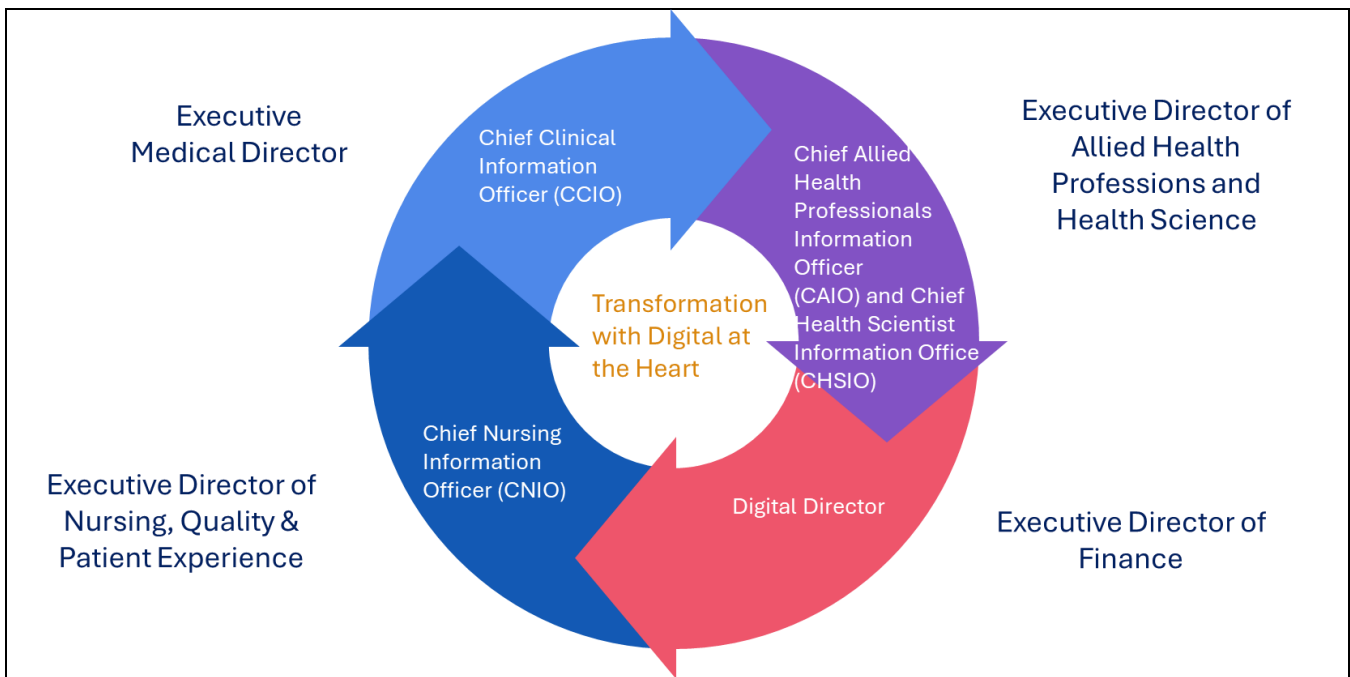 Executive
Medical Director
Chief Clinical
Information
Officer (CCIO)
Chief Allied
Health
Professionals
Information
Officer
(CAIO) and Chief
Health Scientist
Information Office
(CHSIO)
Executive Director of
Allied Health
Professions and
Health Science
Transformation
with Digital at
the Heart
Executive Director of
Nursing, Quality &
Patient Experience
Chief Nursing
Information
Officer (CNIO)
Digital Director
Executive Director of
Finance